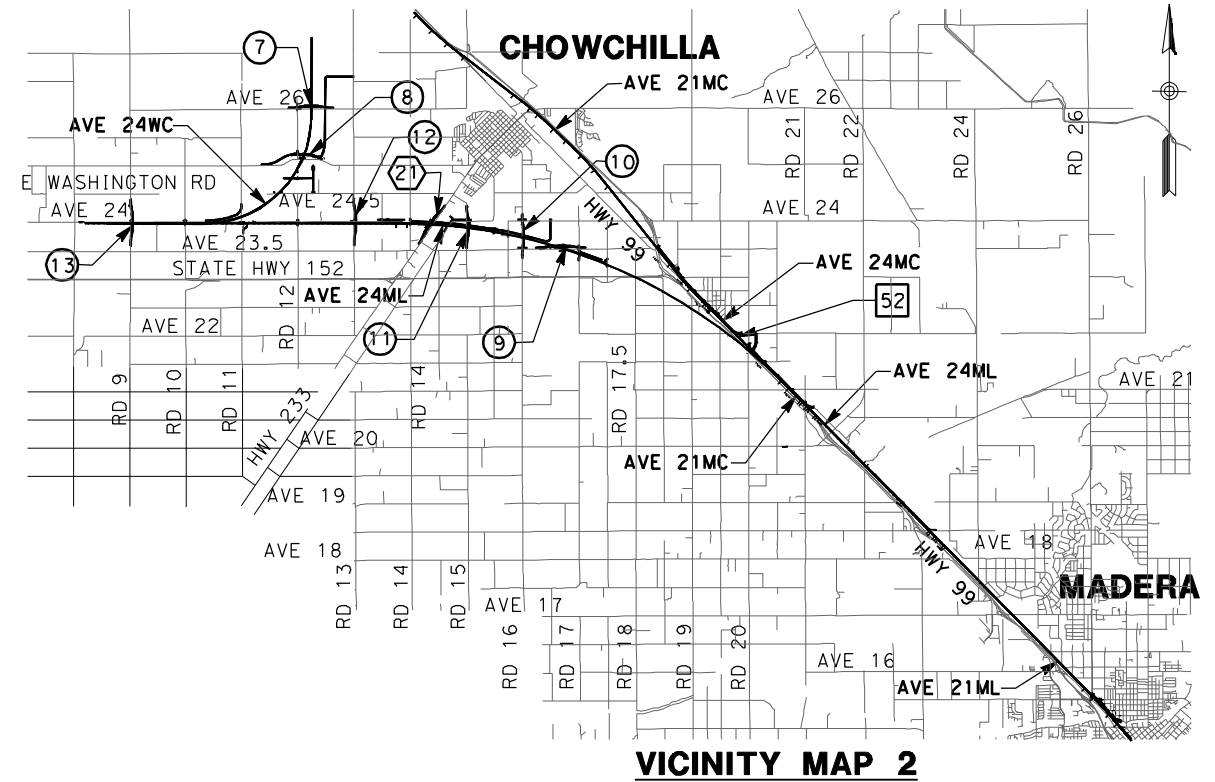 CHOWCHILLA
7
AVE 21MC
AVE 26
8
AVE 26
AVE 24WC
12
RD 21
RD 22
RD 24
RD 26
10
21
E WASHINGTON RD
AVE 24.5
AVE 24
AVE 24
HWY 99
AVE 23.5
13
STATE HWY 152
AVE 24MC
RD 12
AVE 24ML
52
AVE 22
11
9
RD 9
RD 10
RD 11
RD 14
RD 17.5
AVE 24ML
AVE 21
HWY 233
AVE 20
AVE 21MC
AVE 19
AVE 18
AVE 18
HWY 99
RD 13
RD 14
RD 15
MADERA
AVE 17
RD 16
RD 17
RD 18
RD 19
RD 20
AVE 16
AVE 21ML
VICINITY MAP 2